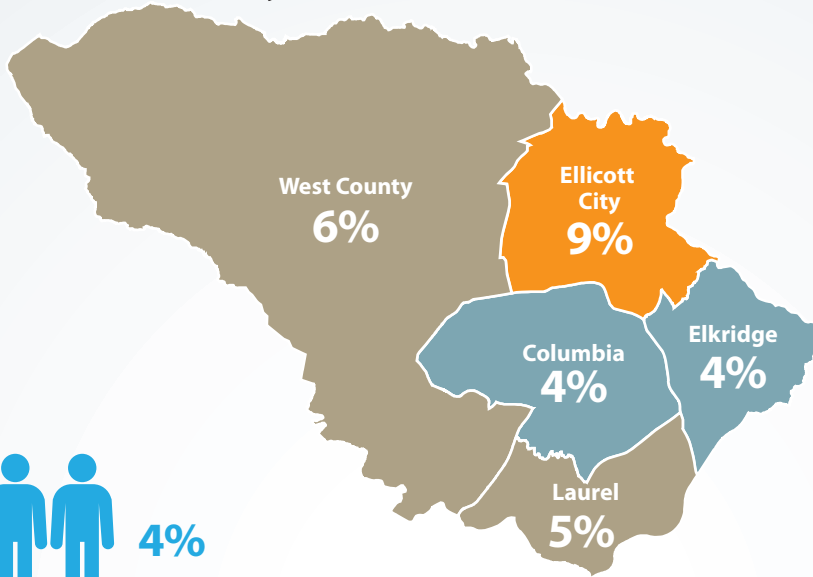 West County
6%
Ellicott
City
9%
Columbia
4%
Elkridge
4%
Laurel
5%
4%